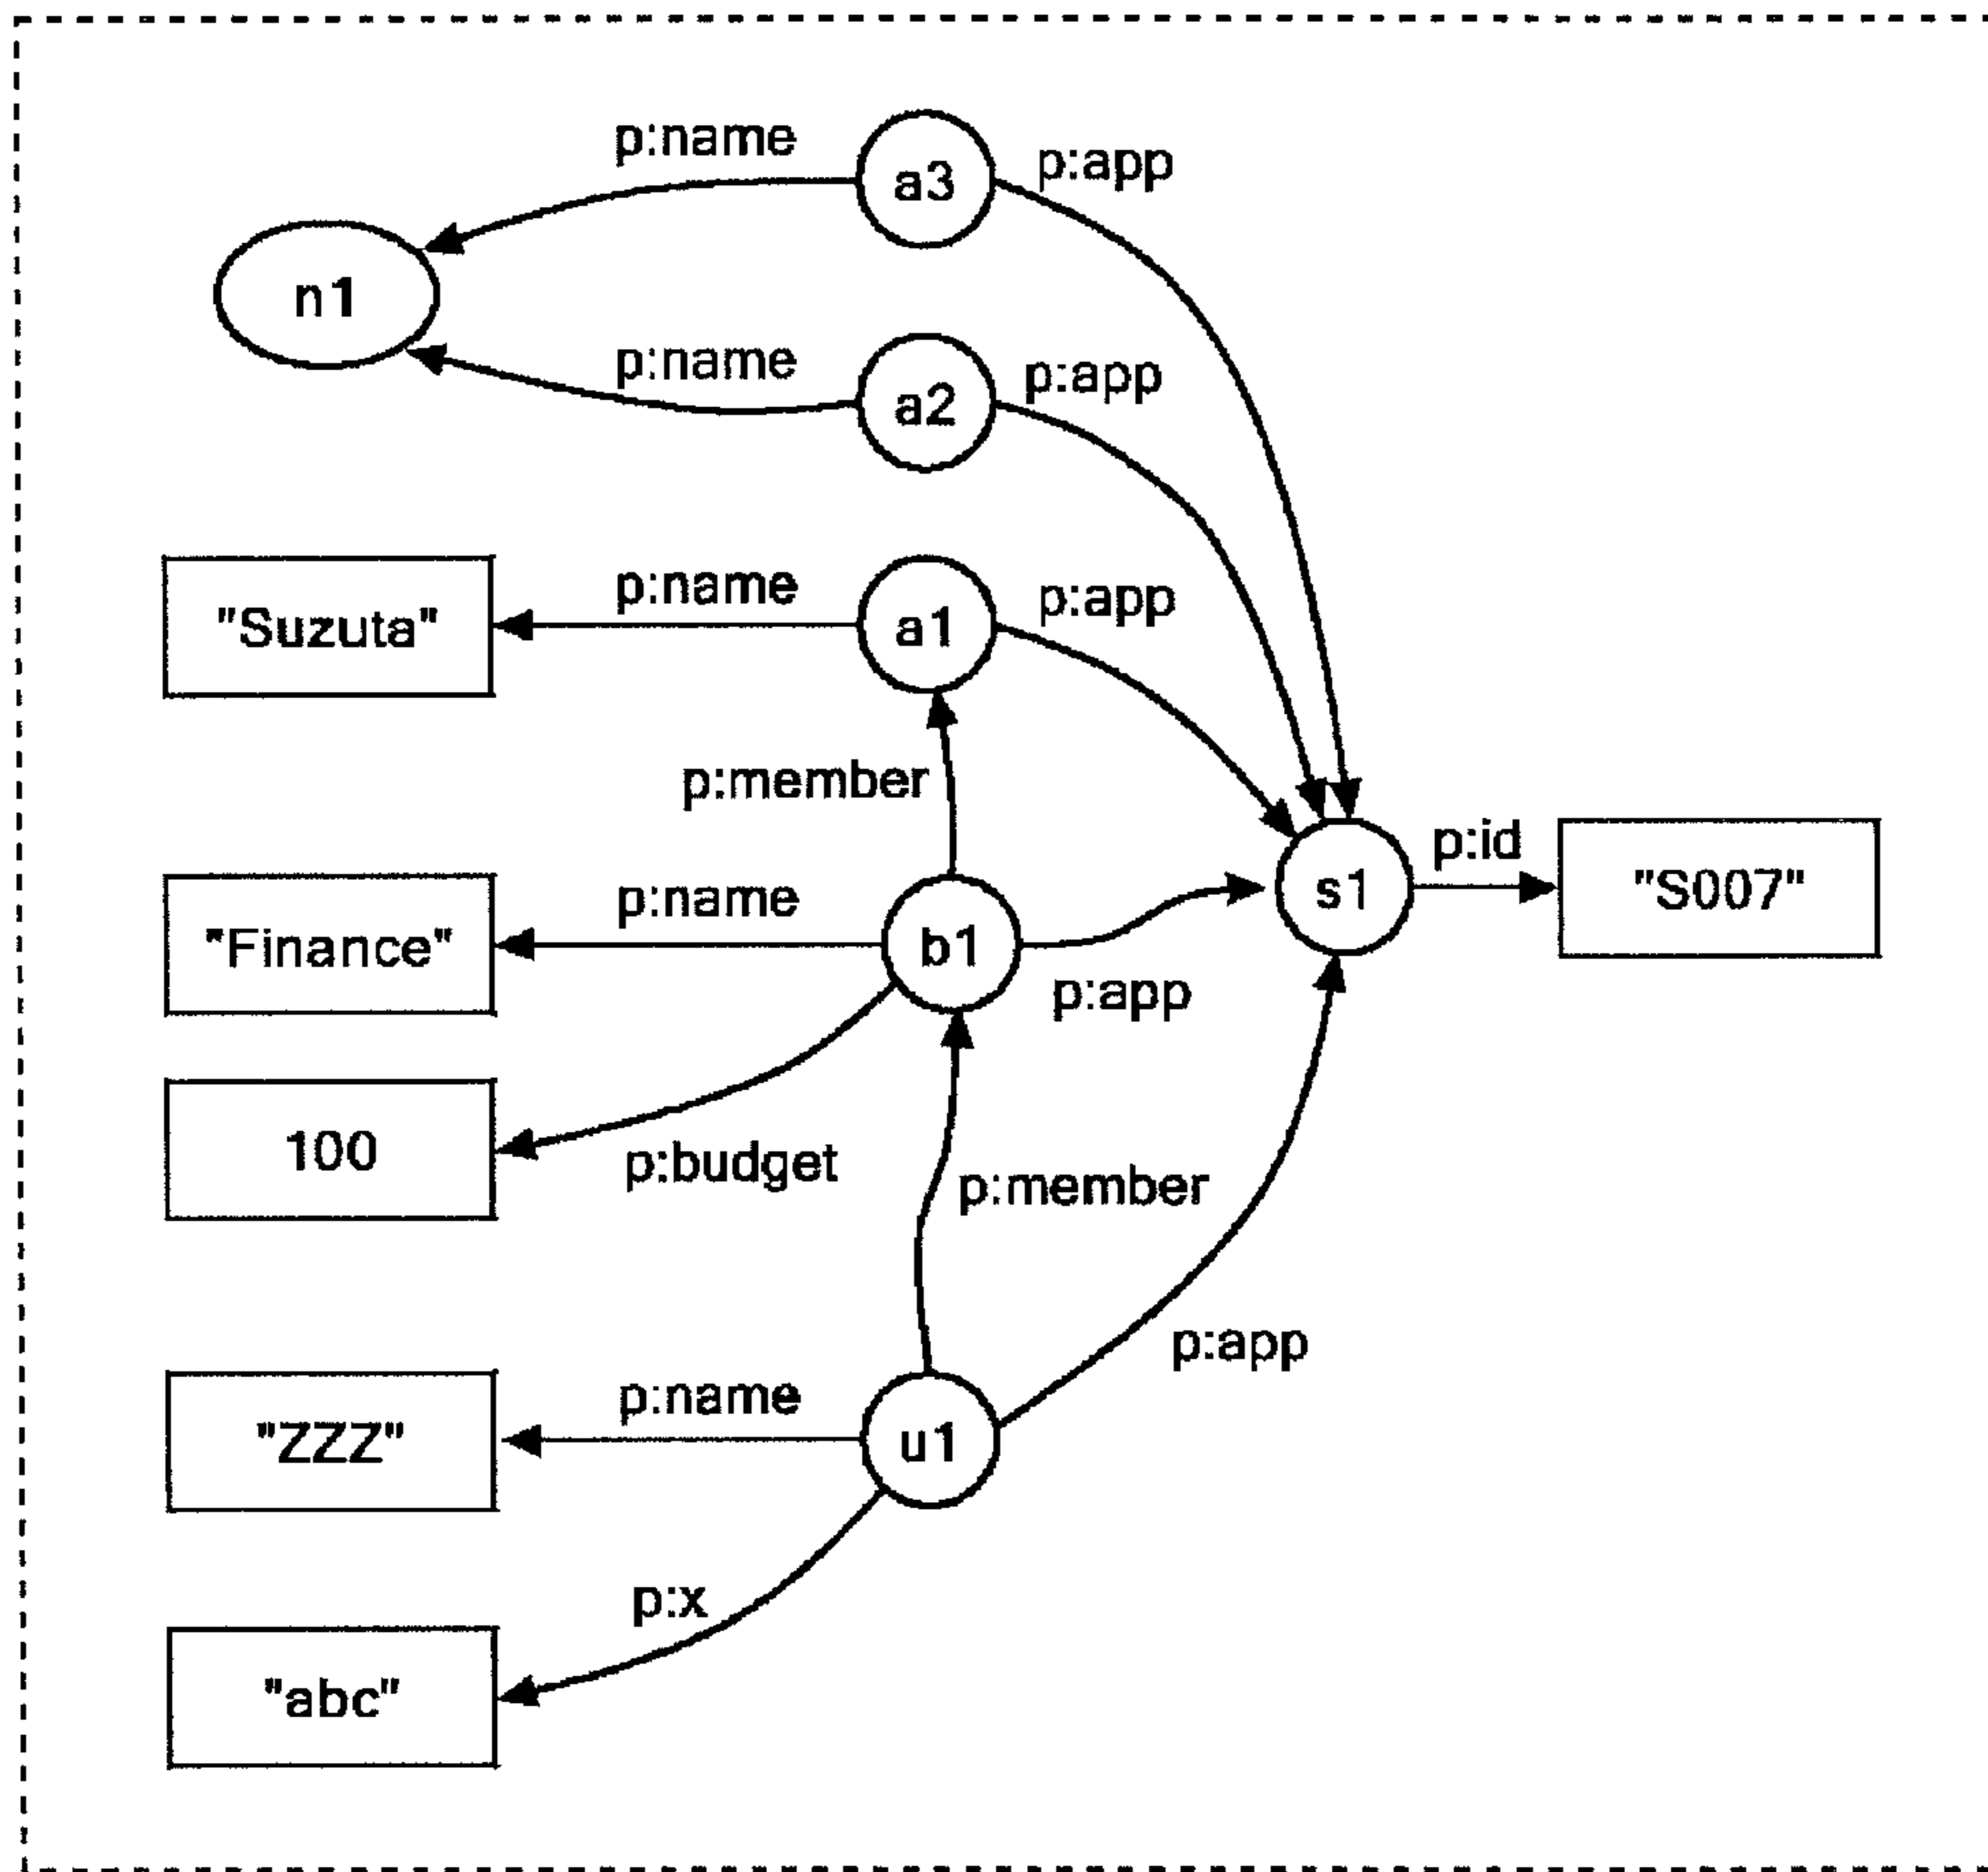 p:name
a3
p:app
n1
p:name
a2
p:app
"Suzuta"
p:name
a1
p:app
p:member
"Finance"
p:name
b1
p:app
s1
p:id
"S007"
100
p:budget
p:member
"ZZZ"
p:name
u1
p:app
p:x
"abc"